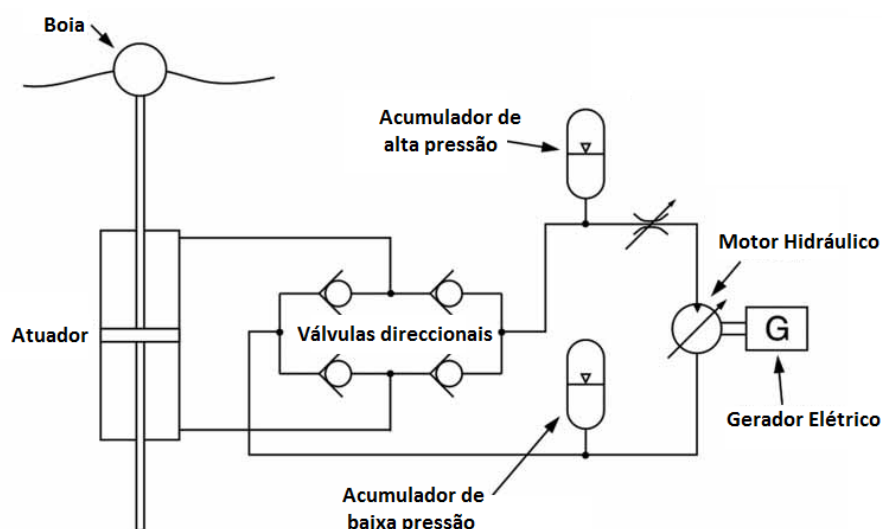 Boia
Acumulador de
alta pressão
Motor Hidráulico
Atuador
Válvulas direccionais
G
Gerador Elétrico
Acumulador de
baixa pressão